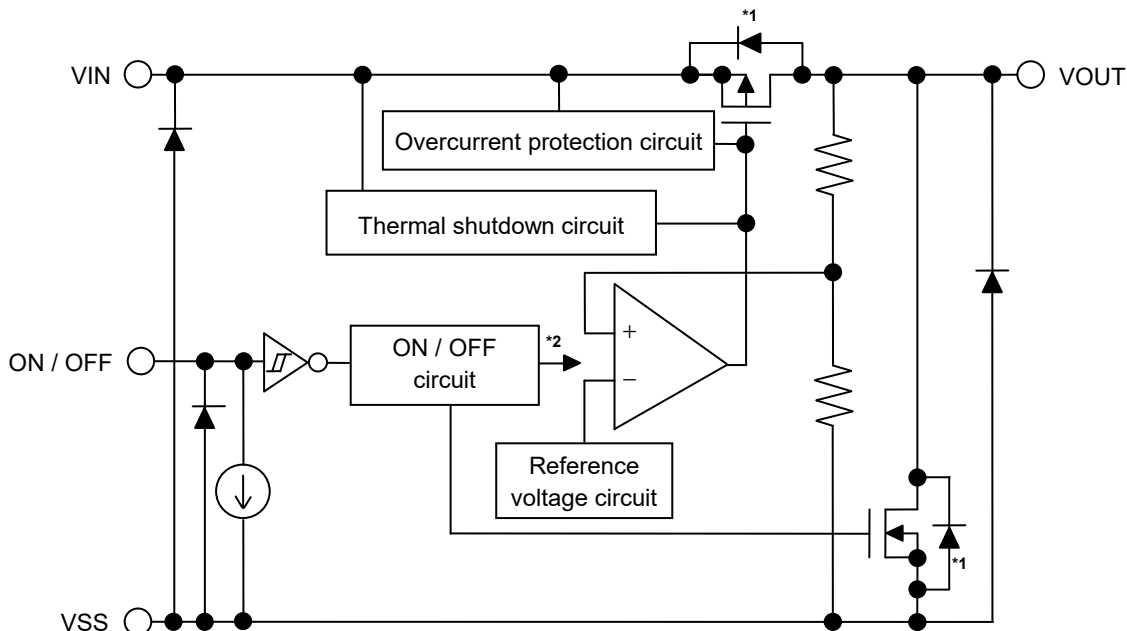 *1
VIN
VOUT
Overcurrent protection circuit
Thermal shutdown circuit
+
ON / OFF
ON / OFF
circuit
*2
−
Reference
voltage circuit
*1
VSS